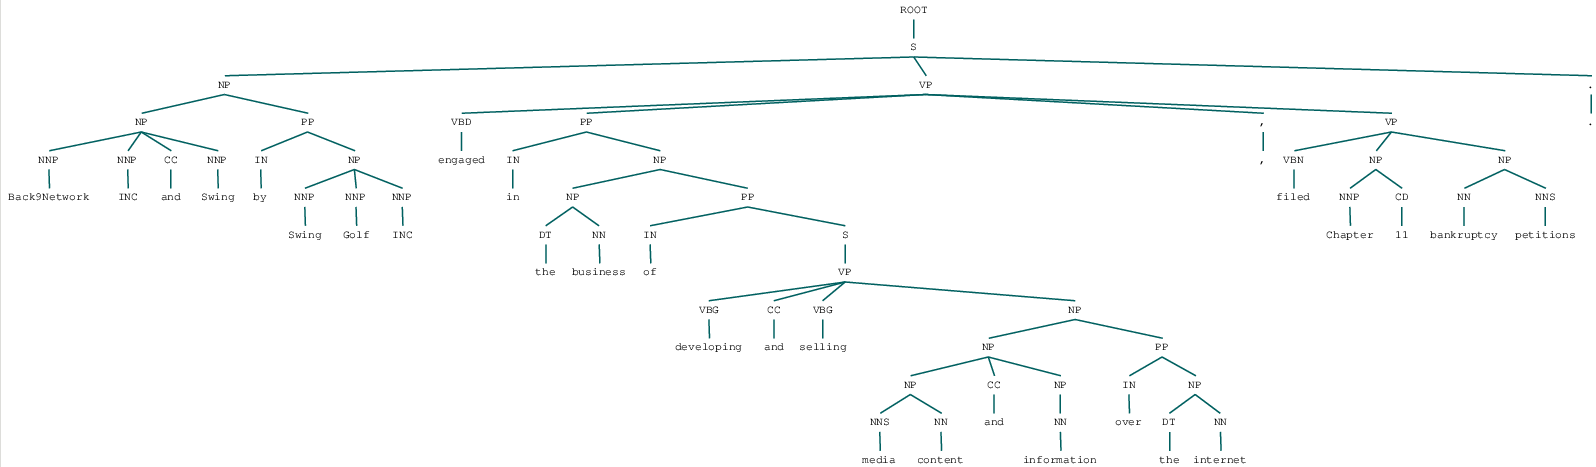 ROOT
S
NP VP .
NP PP VBD PP , VP .
NNP NNP CC NNP IN NP engaged IN NP , VBN NP NP
Back9Network INC and Swing by NNP NNP NNP in NP PP filed NNP CD NN NNS
Swing Golf INC DT NN IN S Chapter 11 bankruptcy petitions
the business of VP
VBG CC VBG NP
developing and selling NP PP
NP CC NP IN NP
NNS NN and NN over DT NN
media content information the internet